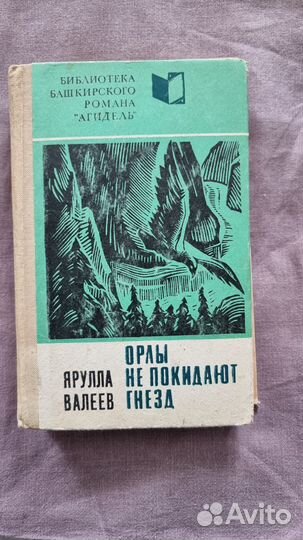 БИБЛИОТЕКА
БАШКИРСКОГО
РОМАНА
"АГИДЕЛЬ"
ЯРУЛЛА
ВАЛЕЕВ
ОРЛЫ
НЕ ПОКИДАЮТ
ГНЕЗД
Avito